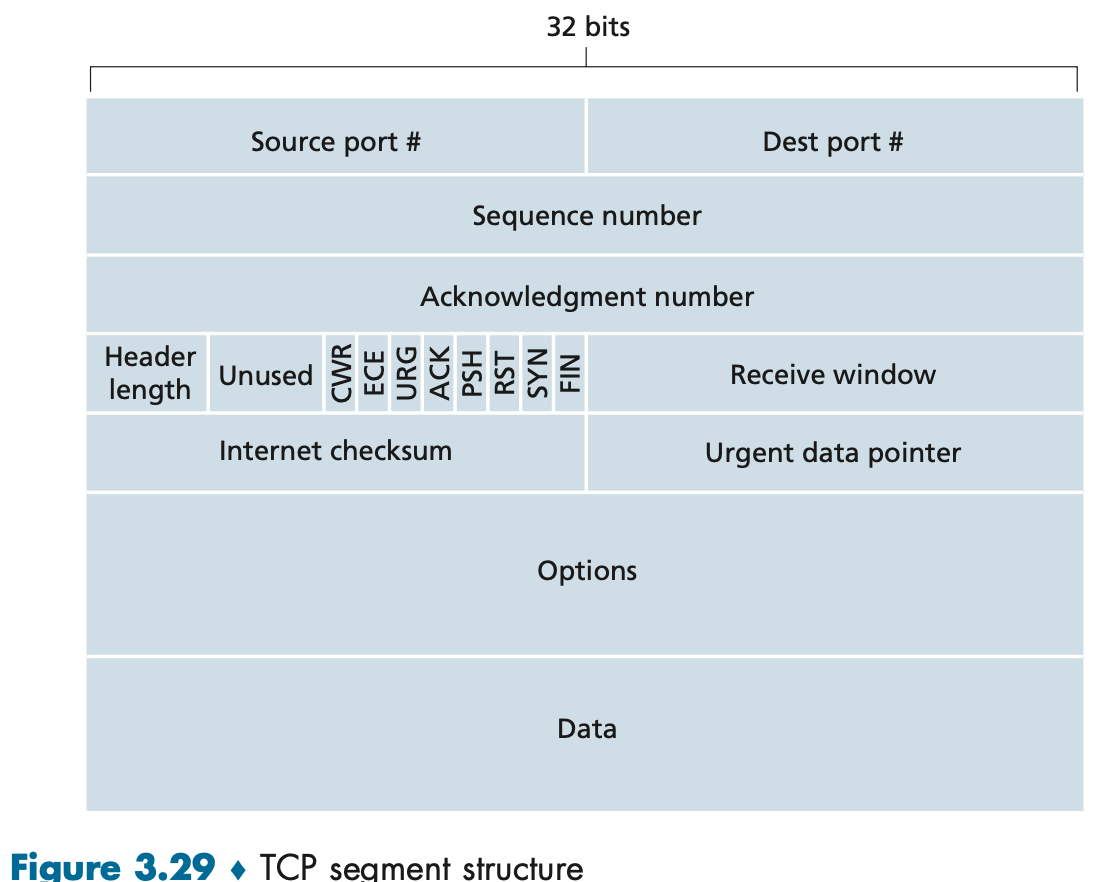 32 bits
Source port #
Dest port #
Sequence number
Acknowledgment number
Header
length
Unused
CWR
ECE
URG
ACK
PSH
RST
SYN
FIN
Receive window
Internet checksum
Urgent data pointer
Options
Data
Figure 3.29 ♦ TCP segment structure